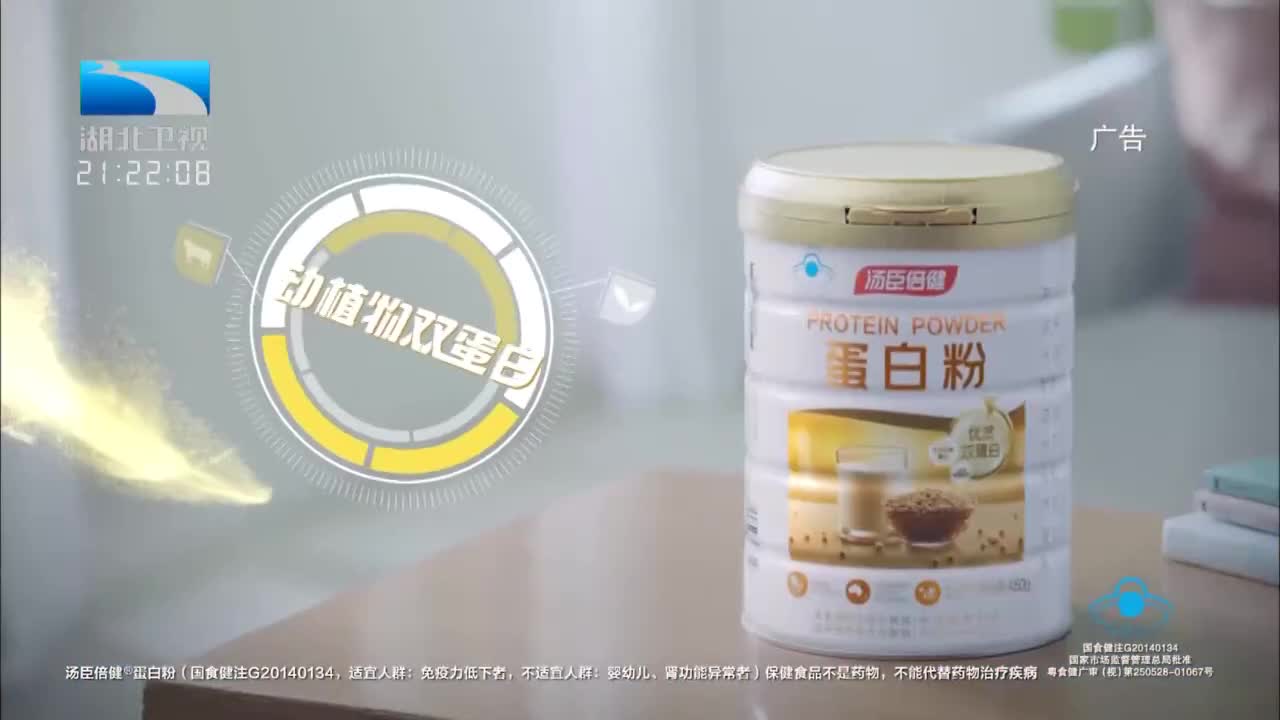 湖北卫视
21:22:08
广告
动植物双蛋白
汤臣倍健
PROTEIN POWDER
蛋白粉
优质
双蛋白
450g
国食健注G20140134
国家市场监督管理总局批准
粤食健广审（视）第250528-01067号
汤臣倍健®蛋白粉（国食健注G20140134，适宜人群：免疫力低下者，不适宜人群：婴幼儿、肾功能异常者）保健食品不是药物，不能代替药物治疗疾病